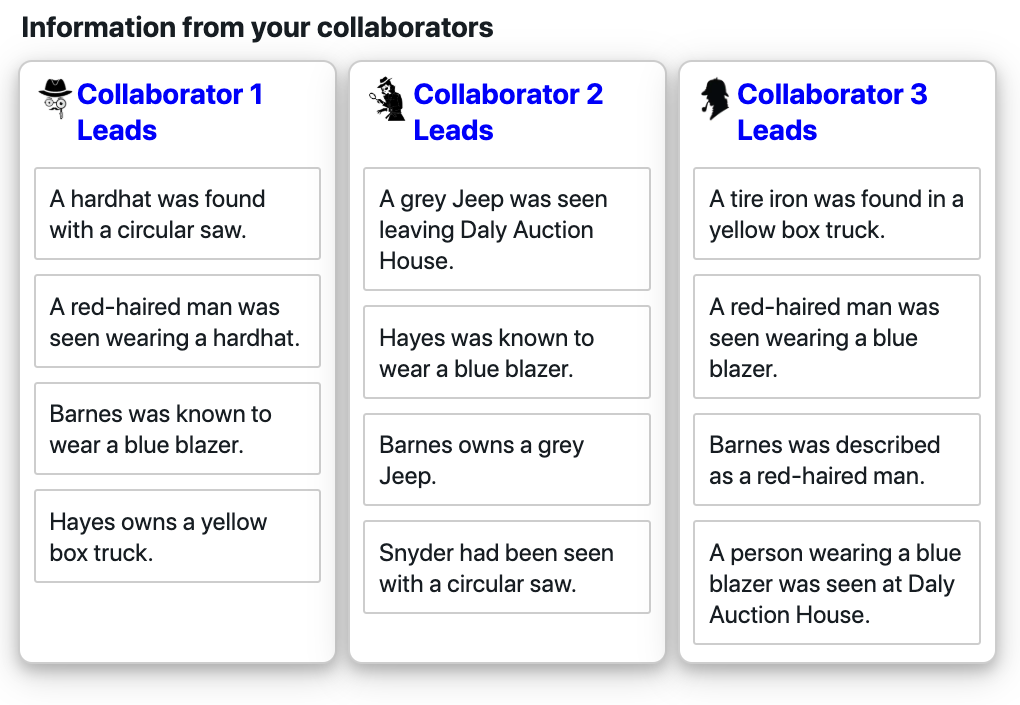 Information from your collaborators
Collaborator 1
Leads
A hardhat was found
with a circular saw.
A red-haired man was
seen wearing a hardhat.
Barnes was known to
wear a blue blazer.
Hayes owns a yellow
box truck.
Collaborator 2
Leads
A grey Jeep was seen
leaving Daly Auction
House.
Hayes was known to
wear a blue blazer.
Barnes owns a grey
Jeep.
Snyder had been seen
with a circular saw.
Collaborator 3
Leads
A tire iron was found in a
yellow box truck.
A red-haired man was
seen wearing a blue
blazer.
Barnes was described
as a red-haired man.
A person wearing a blue
blazer was seen at Daly
Auction House.